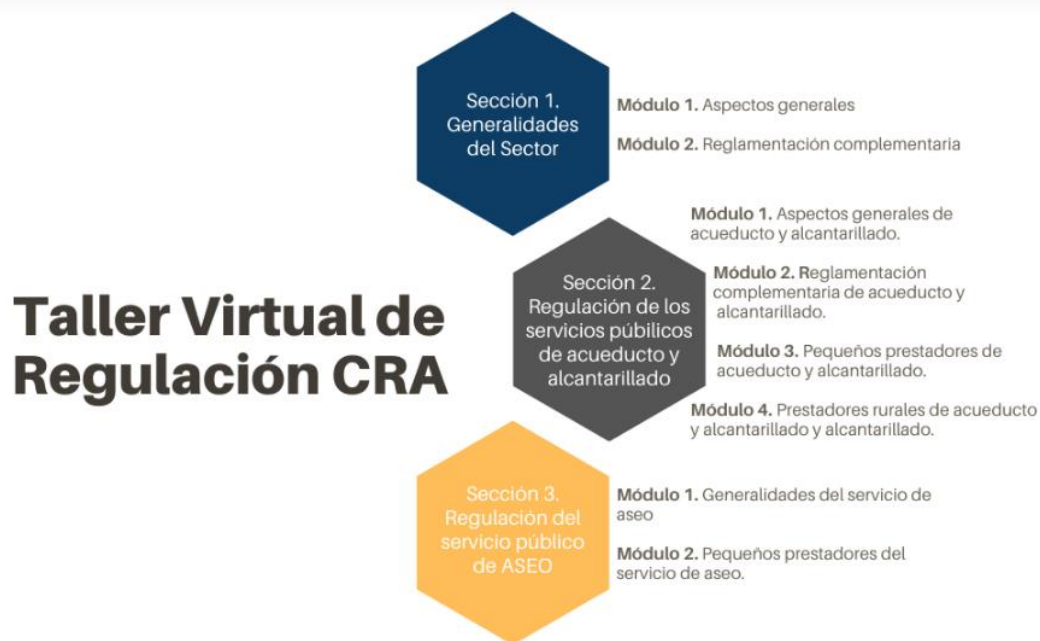 Taller Virtual de
Regulación CRA
Sección 1.
Generalidades
del Sector
Módulo 1. Aspectos generales
Módulo 2. Reglamentación complementaria
Sección 2.
Regulación de los
servicios púbilicos
de acueducto y
alcantarillado
Módulo 1. Aspectos generales de
acueducto y alcantarillado.
Módulo 2. Reglamentación
complementaria de acueducto y
alcantarillado.
Módulo 3. Pequeños prestadores de
acueducto y alcantarillado.
Módulo 4. Prestadores rurales de acueducto
y alcantarillado y alcantarillado.
Sección 3.
Regulación del
servicio público
de ASEO
Módulo 1. Generalidades del servicio de
aseo
Módulo 2. Pequeños prestadores del
servicio de aseo.